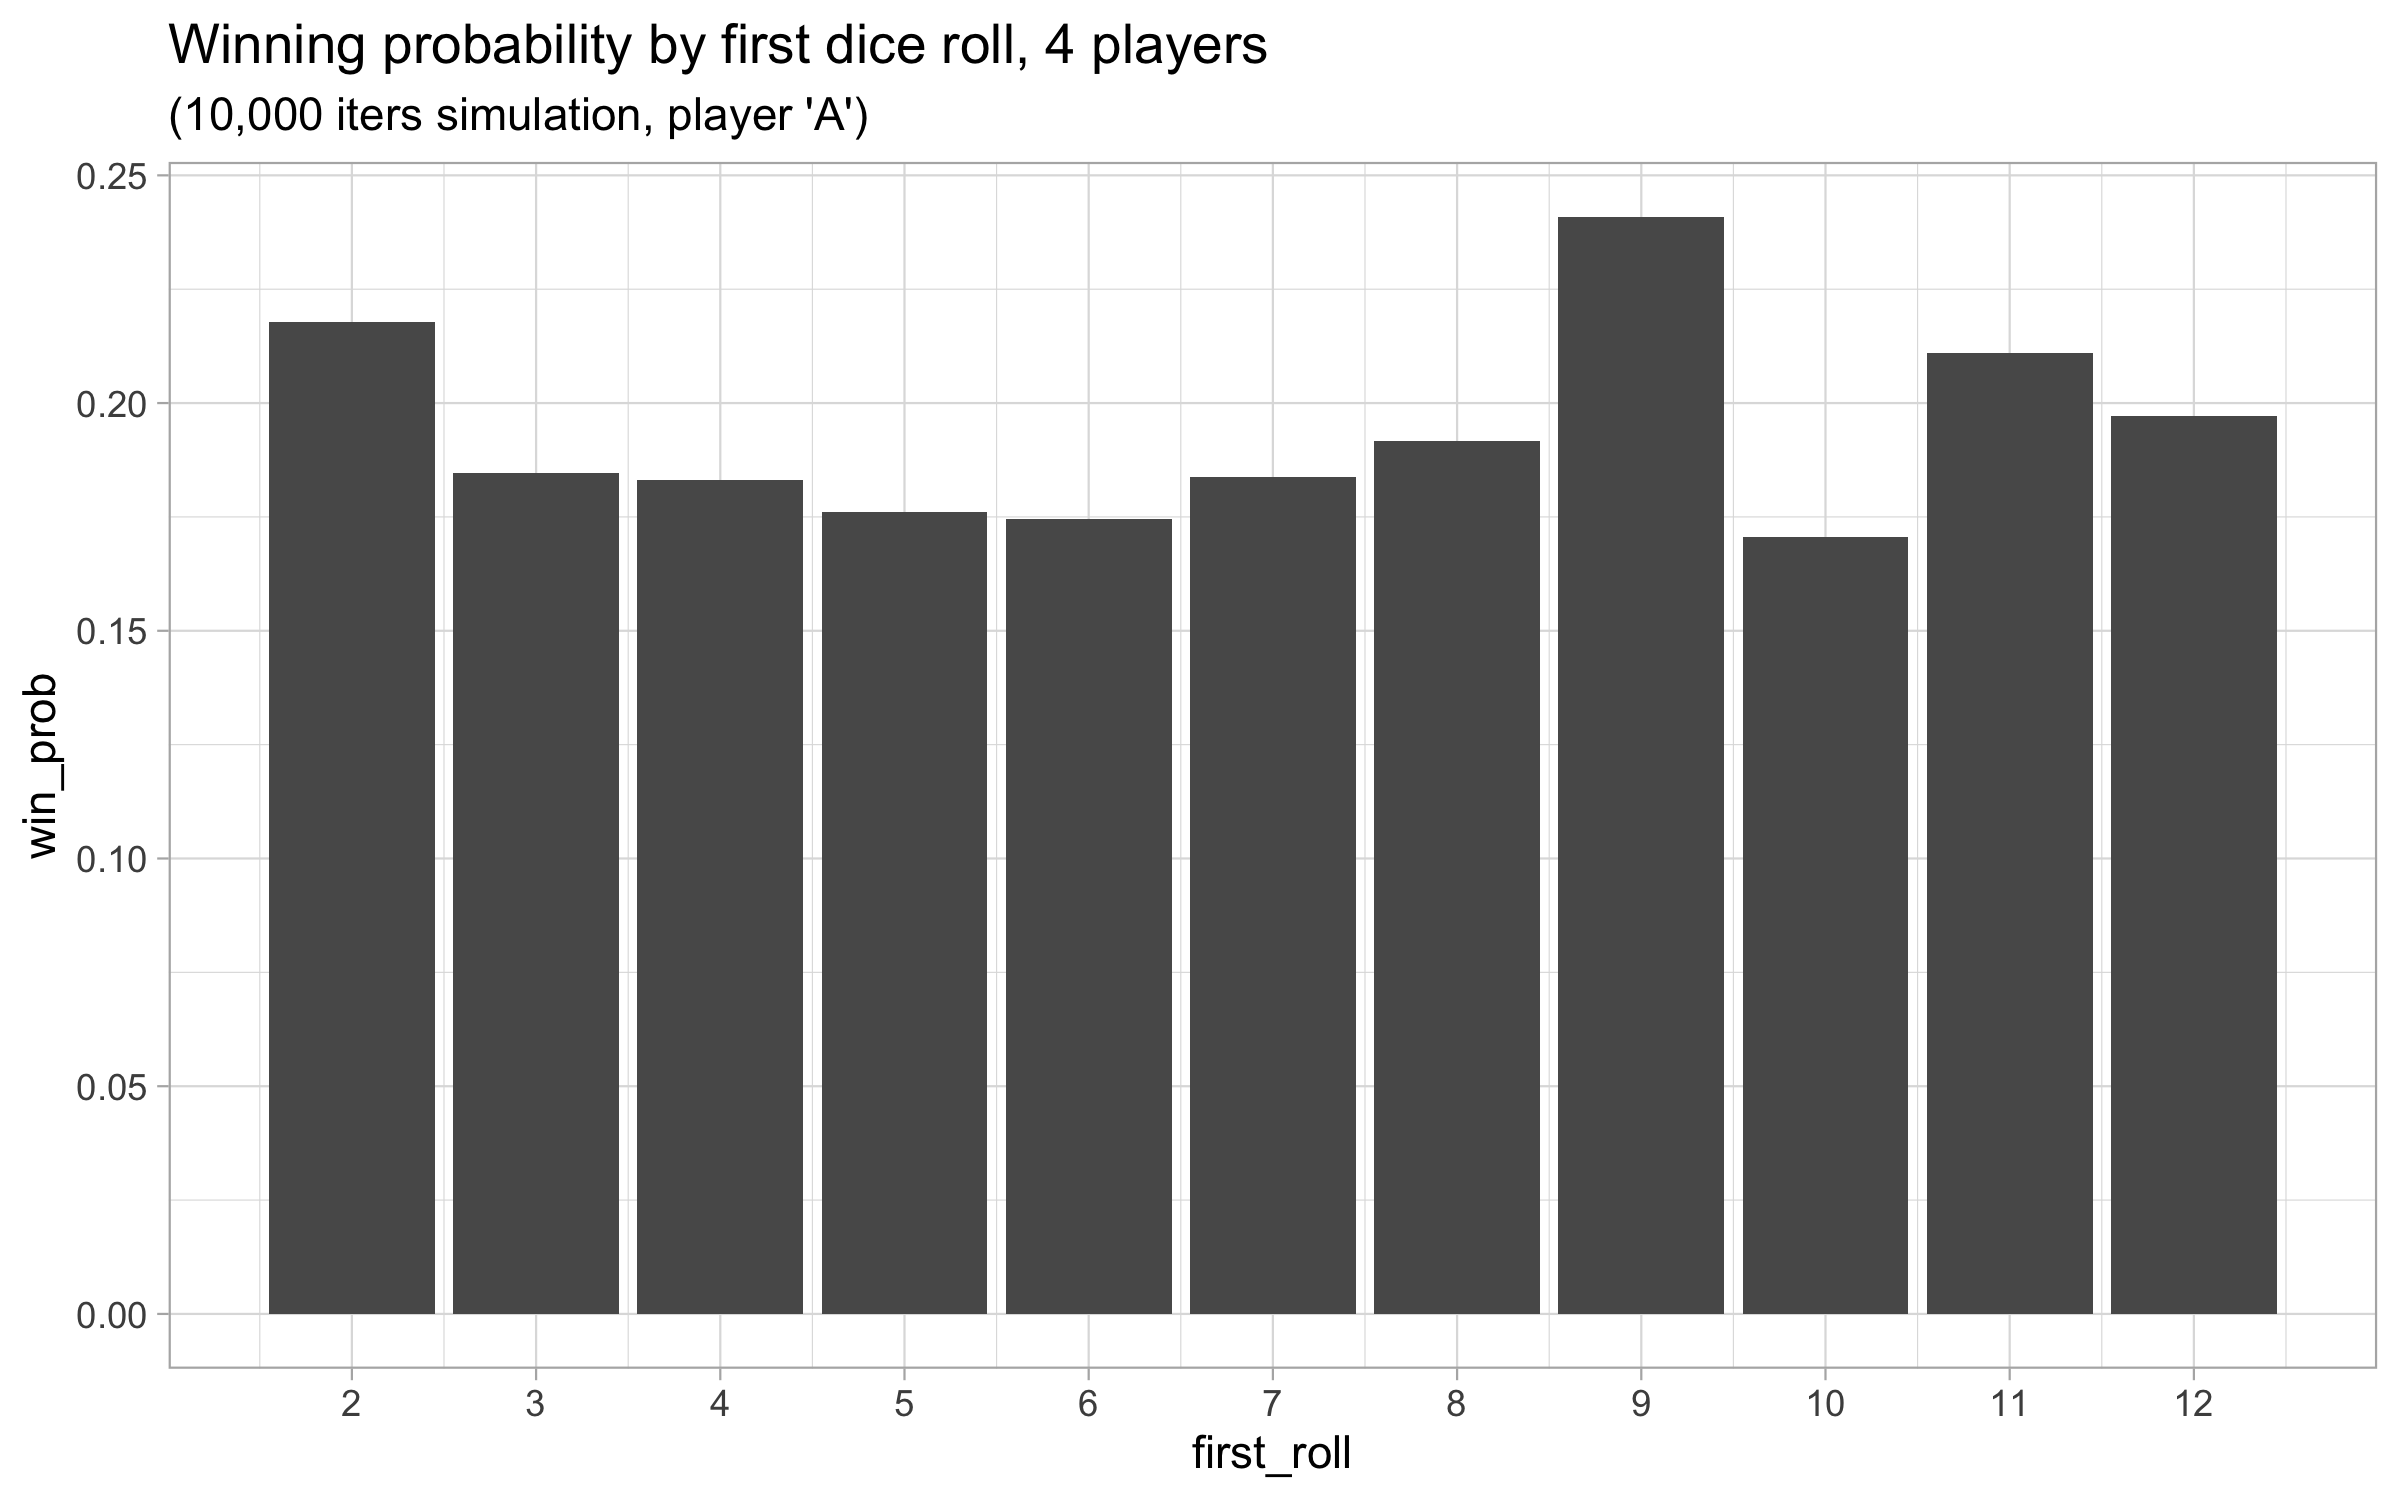 Winning probability by first dice roll, 4 players
(10,000 iters simulation, player 'A')
0.25
0.20
0.15
0.10
0.05
0.00
win_prob
2 3 4 5 6 7 8 9 10 11 12
first_roll